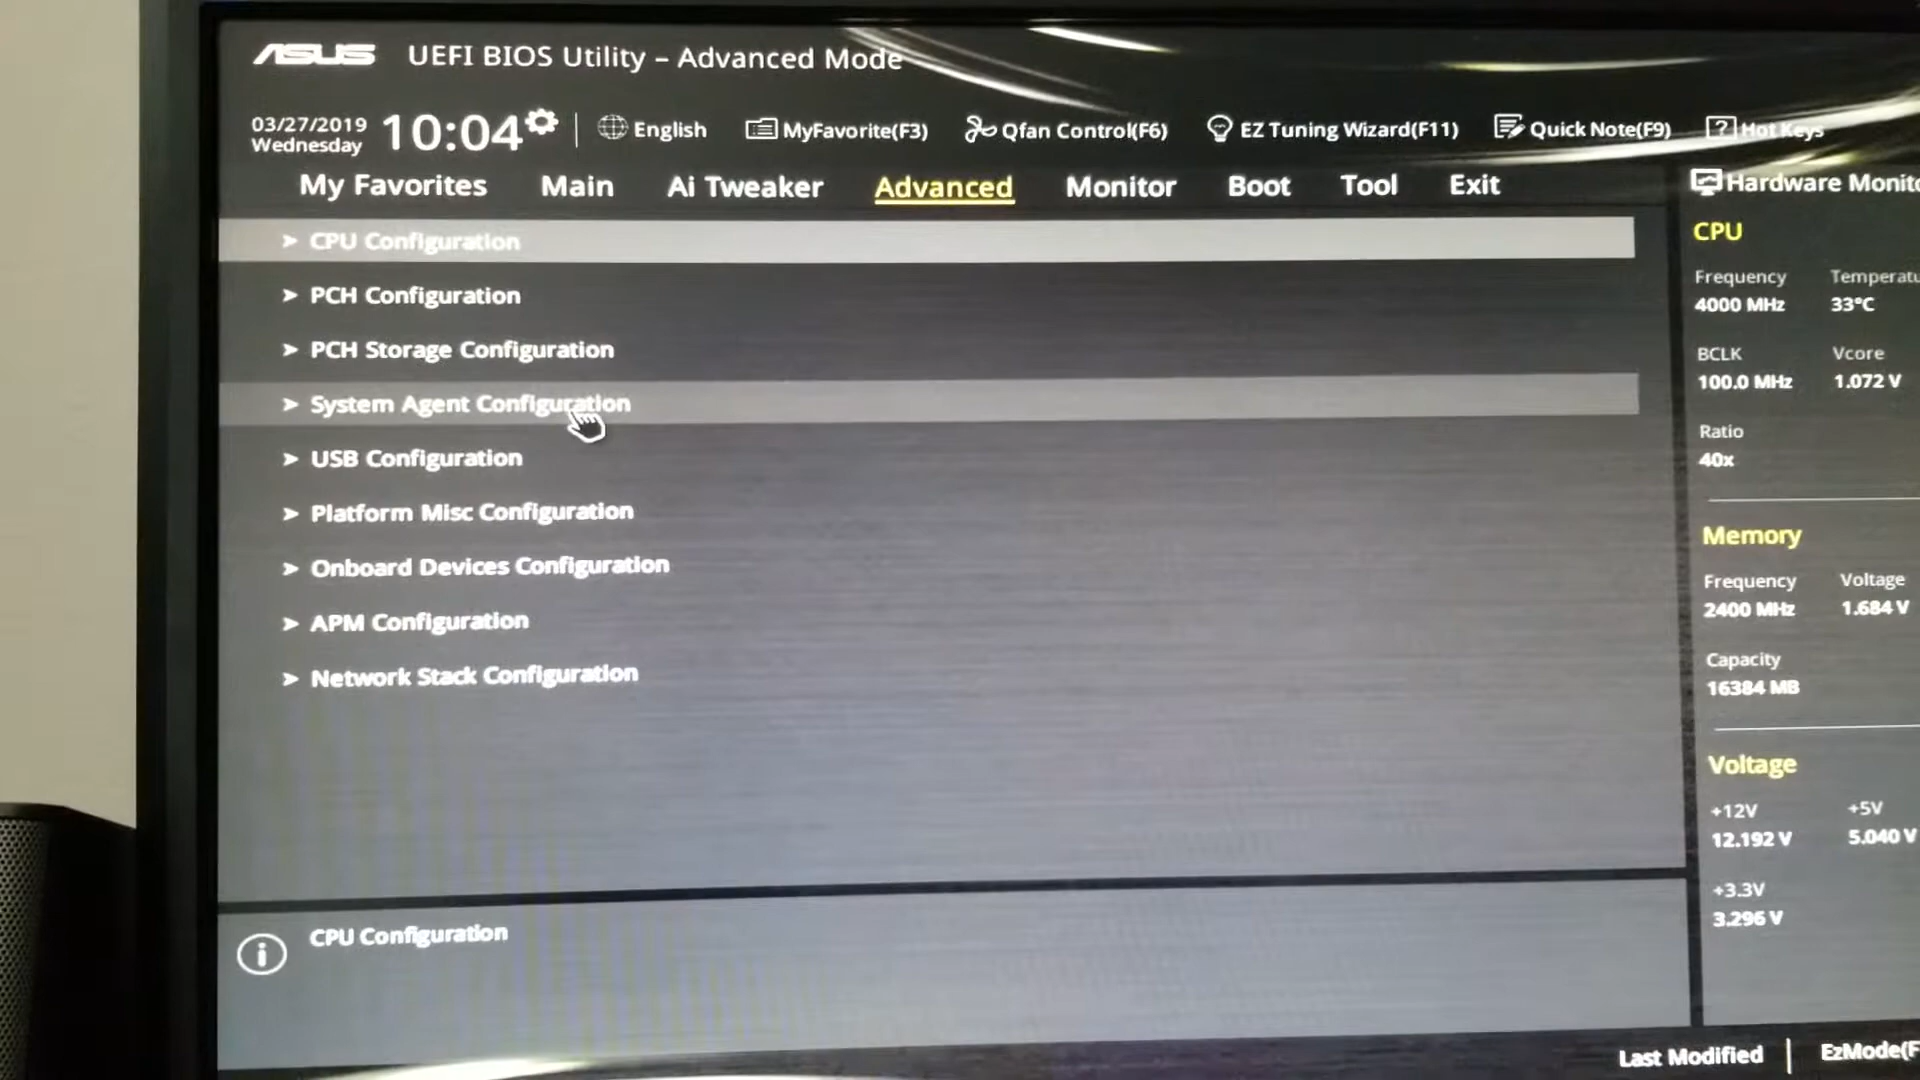 ASUS UEFI BIOS Utility – Advanced Mode
03/27/2019
Wednesday
10:04
English MyFavorite(F3) Qfan Control(F6) EZ Tuning Wizard(F11) Quick Note(F9) ? Hot Keys
My Favorites Main Ai Tweaker Advanced Monitor Boot Tool Exit
> CPU Configuration
> PCH Configuration
> PCH Storage Configuration
> System Agent Configuration
> USB Configuration
> Platform Misc Configuration
> Onboard Devices Configuration
> APM Configuration
> Network Stack Configuration
i CPU Configuration
Hardware Monito
CPU
Frequency Temperatu
4000 MHz 33°C
BCLK Vcore
100.0 MHz 1.072 V
Ratio
40x
Memory
Frequency Voltage
2400 MHz 1.684 V
Capacity
16384 MB
Voltage
+12V +5V
12.192 V 5.040 V
+3.3V
3.296 V
Last Modified EzMode(F